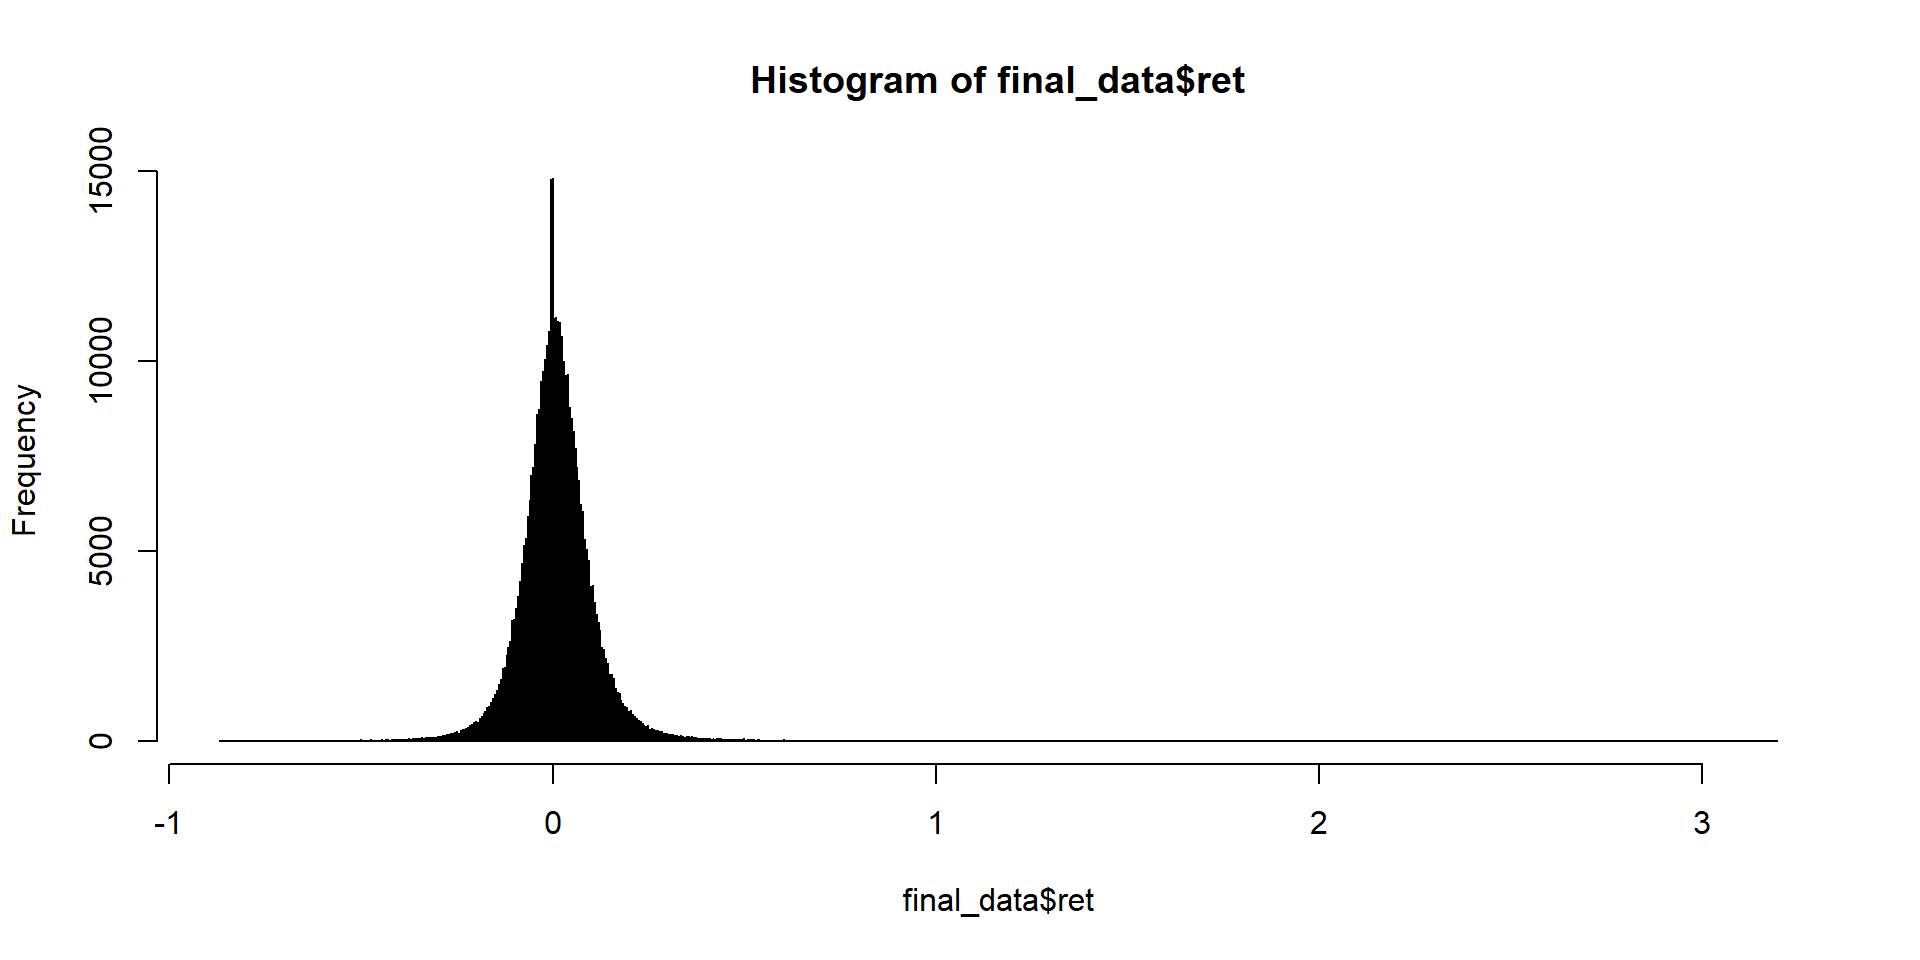 Histogram of final_data$ret
Frequency
15000
10000
5000
0
-1 0 1 2 3
final_data$ret